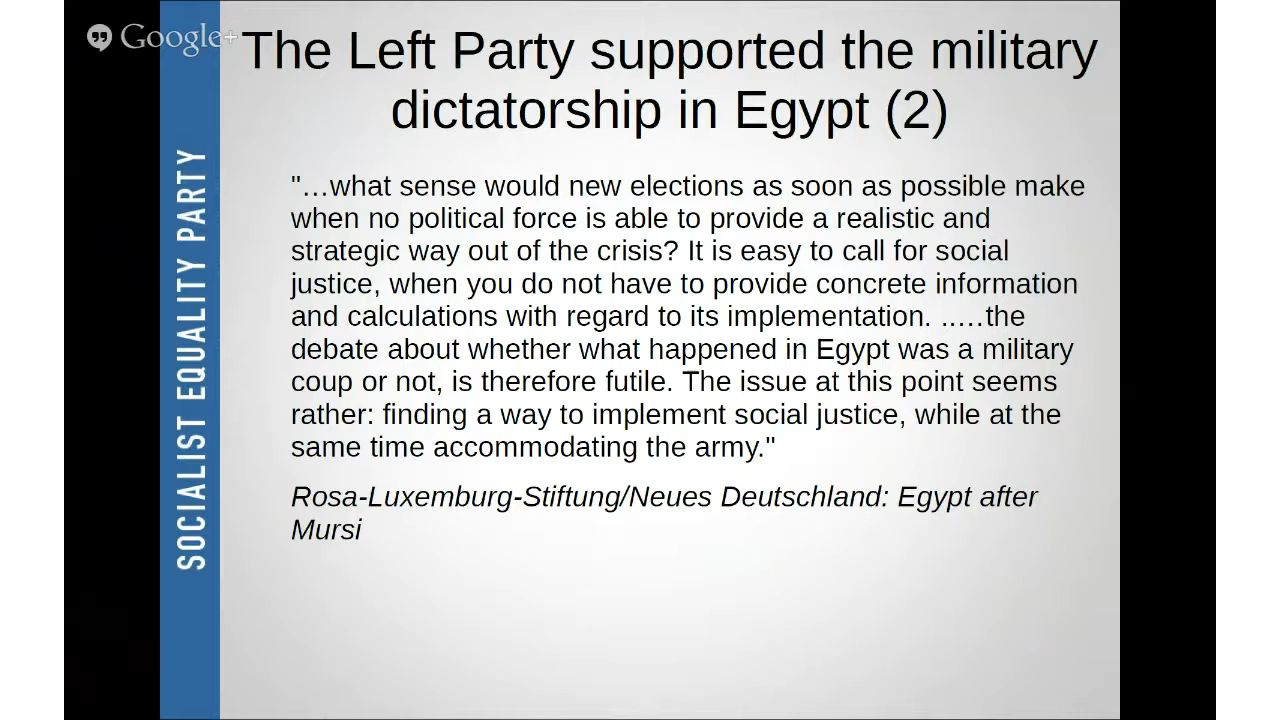 Google+
The Left Party supported the military
dictatorship in Egypt (2)
SOCIALIST EQUALITY PARTY
"…what sense would new elections as soon as possible make
when no political force is able to provide a realistic and
strategic way out of the crisis? It is easy to call for social
justice, when you do not have to provide concrete information
and calculations with regard to its implementation. ..…the
debate about whether what happened in Egypt was a military
coup or not, is therefore futile. The issue at this point seems
rather: finding a way to implement social justice, while at the
same time accommodating the army."
Rosa-Luxemburg-Stiftung/Neues Deutschland: Egypt after
Mursi